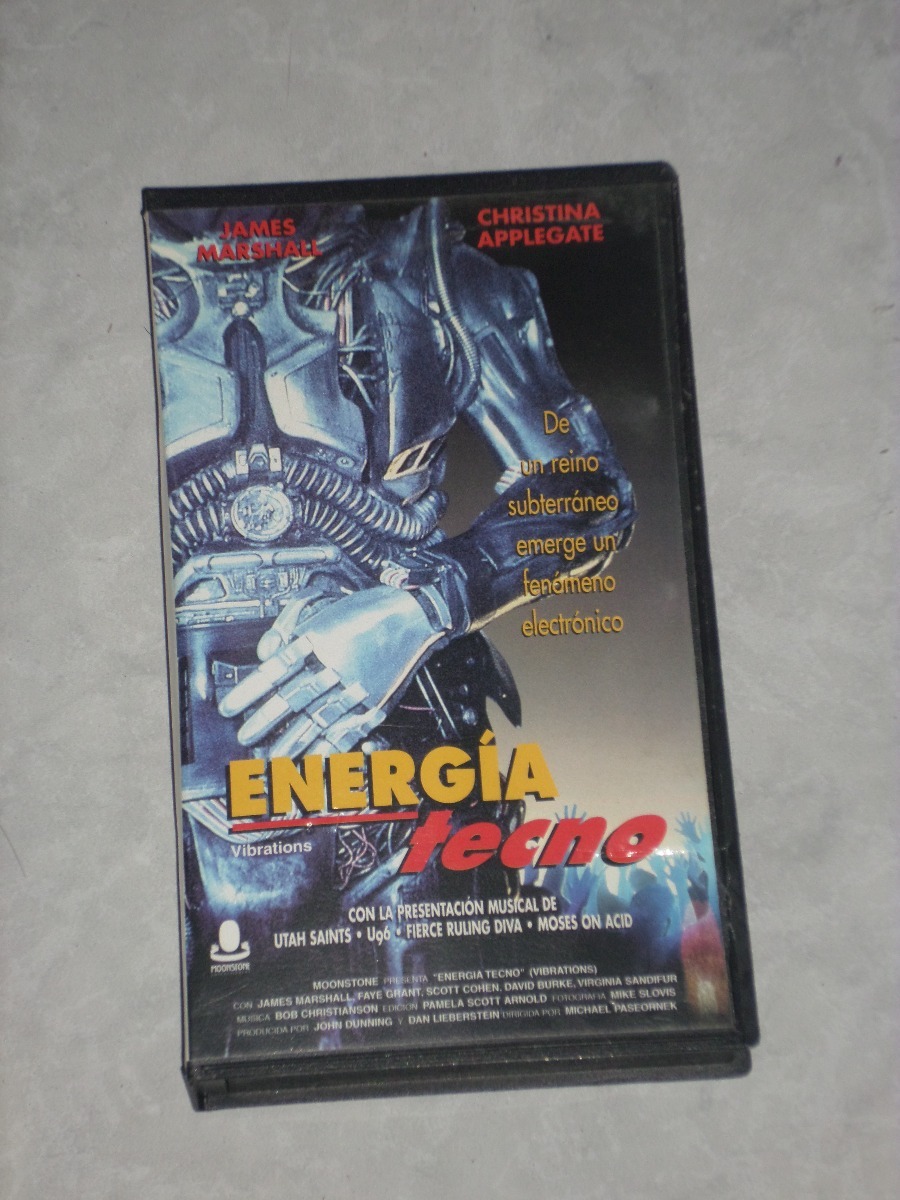 JAMES
MARSHALL
CHRISTINA
APPLEGATE
De
un reino
subterráneo
emerge un
fenómeno
electrónico
ENERGÍA
tecno
Vibrations
CON LA PRESENTACIÓN MUSICAL DE
UTAH SAINTS • U96 • FIERCE RULING DIVA • MOSES ON ACID
MOONSTONE
MOONSTONE PRESENTA "ENERGIA TECNO" (VIBRATIONS)
CON JAMES MARSHALL, FAYE GRANT, SCOTT COHEN, DAVID BURKE, VIRGINIA SANDIFUR
MUSICA BOB CHRISTIANSON EDICION PAMELA SCOTT ARNOLD FOTOGRAFIA MIKE SLOVIS
PRODUCIDA POR JOHN DUNNING Y DAN LIEBERSTEIN DIRIGIDA POR MICHAEL PASEORNEK